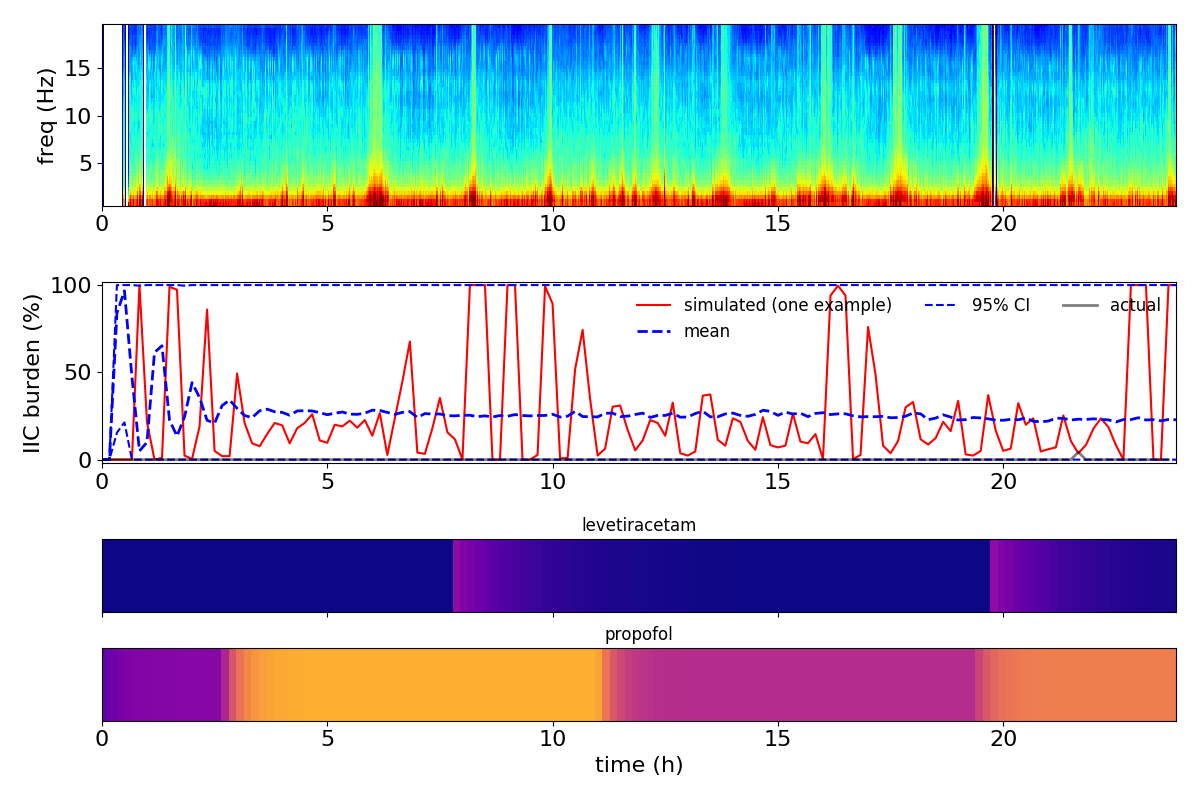 freq (Hz)
15
10
5
0 5 10 15 20
IIC burden (%)
100
50
0
simulated (one example)
mean
95% CI
actual
0 5 10 15 20
levetiracetam
propofol
0 5 10 15 20
time (h)